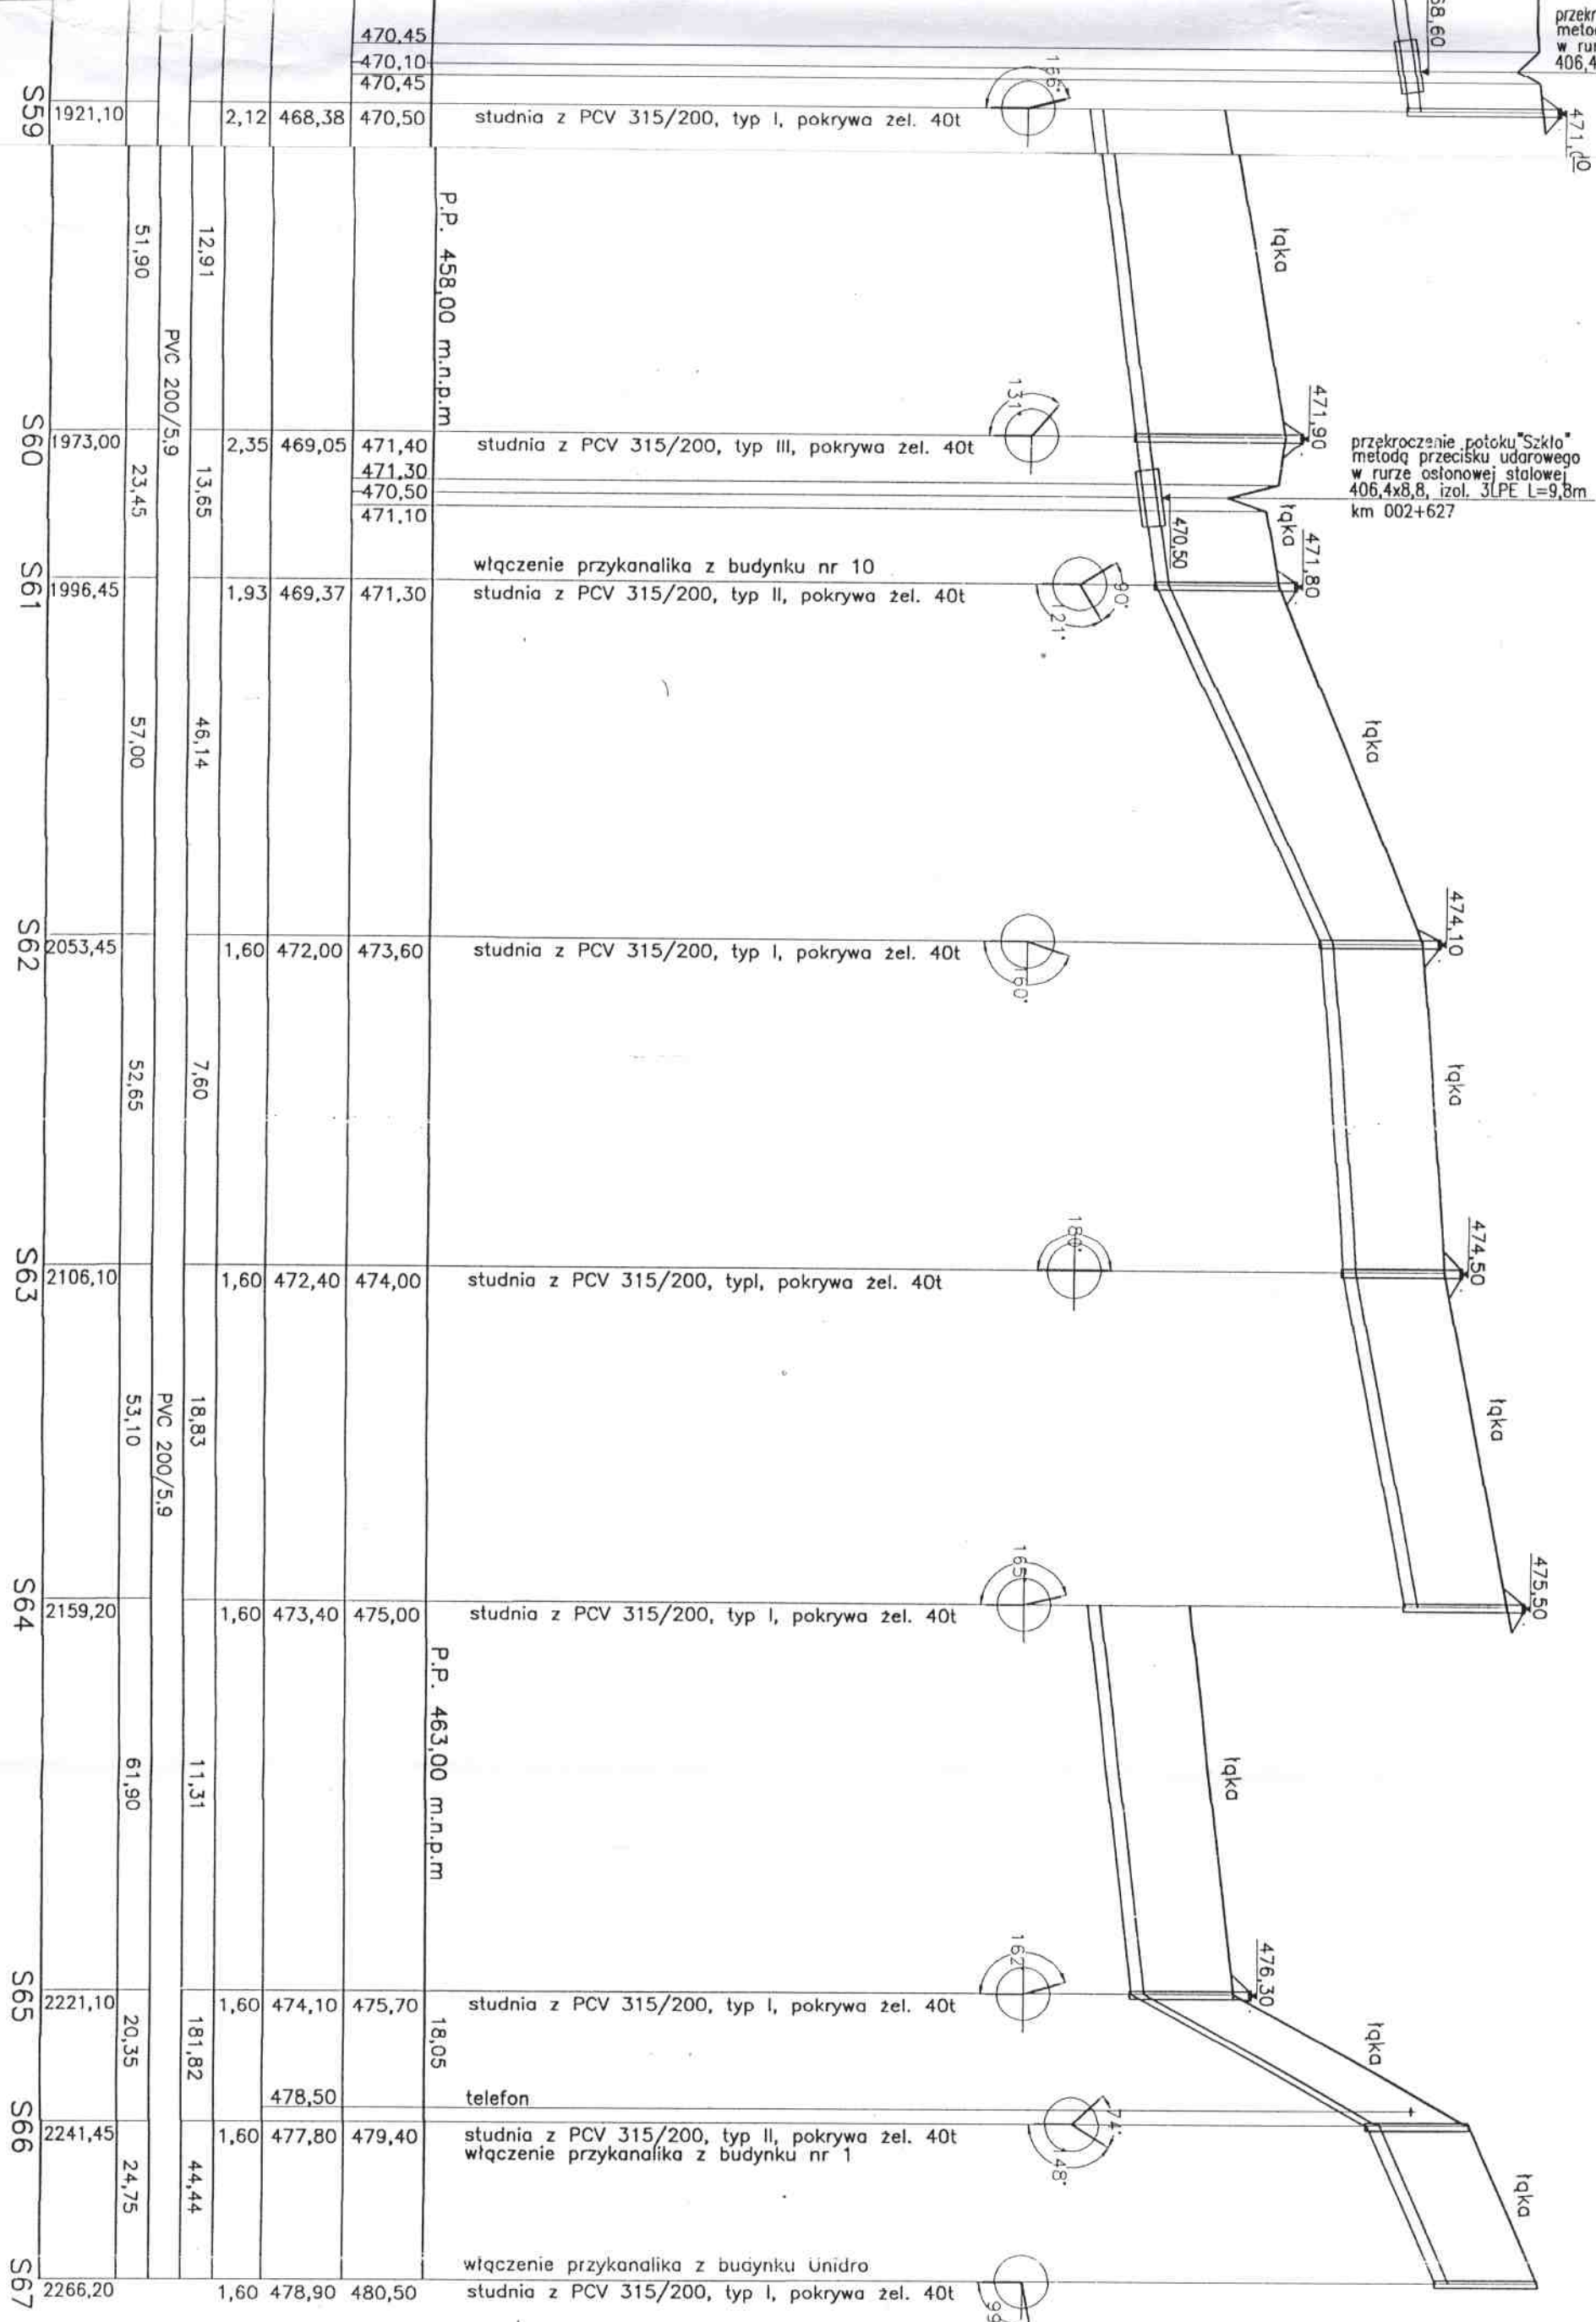 470,45
470,10
470,45
S59 1921,10 2,12 468,38 470,50 studnia z PCV 315/200, typ I, pokrywa żel. 40t
166°
68,60
471,00
P.P. 458,00 m.n.p.m
12,91
51,90
PVC 200/5,9
łąka
S60 1973,00 2,35 469,05 471,40 studnia z PCV 315/200, typ III, pokrywa żel. 40t
131°
471,90
471,30
470,50
471,10
przekroczenie potoku "Szkło"
metodą przecisku udarowego
w rurze osłonowej stalowej
406,4x8,8, izol. 3LPE L=9,8m
km 002+627
13,65
23,45
470,50
łąka
włączenie przykanalika z budynku nr 10
S61 1996,45 1,93 469,37 471,30 studnia z PCV 315/200, typ II, pokrywa żel. 40t
90°
121°
471,80
46,14
57,00
łąka
S62 2053,45 1,60 472,00 473,60 studnia z PCV 315/200, typ I, pokrywa żel. 40t
160°
474,10
7,60
52,65
łąka
S63 2106,10 1,60 472,40 474,00 studnia z PCV 315/200, typI, pokrywa żel. 40t
180°
474,50
18,83
53,10
PVC 200/5,9
łąka
S64 2159,20 1,60 473,40 475,00 studnia z PCV 315/200, typ I, pokrywa żel. 40t
165°
475,50
P.P. 463,00 m.n.p.m
11,31
61,90
łąka
S65 2221,10 1,60 474,10 475,70 studnia z PCV 315/200, typ I, pokrywa żel. 40t
162°
476,30
181,82
20,35
18,05
łąka
478,50 telefon
S66 2241,45 1,60 477,80 479,40 studnia z PCV 315/200, typ II, pokrywa żel. 40t
włączenie przykanalika z budynku nr 1
74°
148°
44,44
24,75
łąka
włączenie przykanalika z budynku Unidro
S67 2266,20 1,60 478,90 480,50 studnia z PCV 315/200, typ I, pokrywa żel. 40t
99